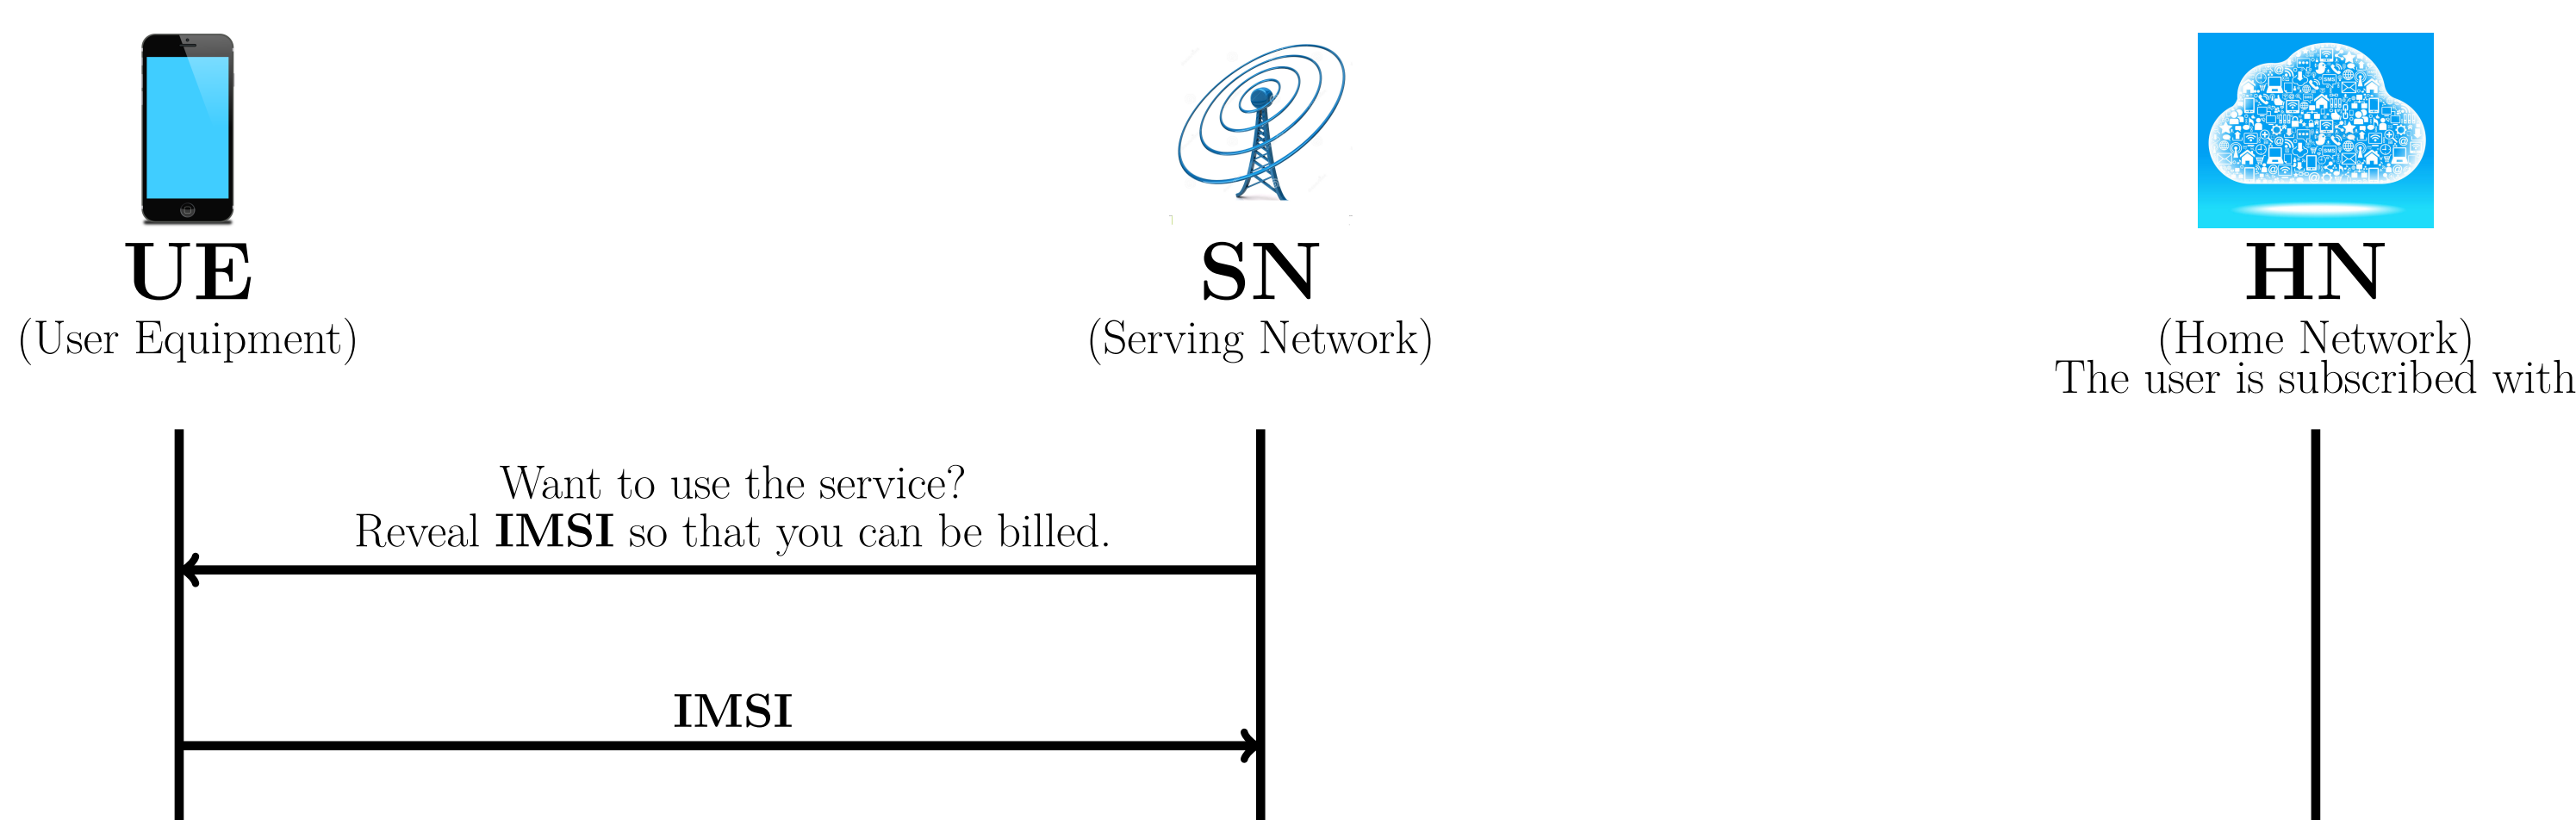 UE
(User Equipment)
SN
(Serving Network)
HN
(Home Network)
The user is subscribed with
Want to use the service?
Reveal IMSI so that you can be billed.
IMSI